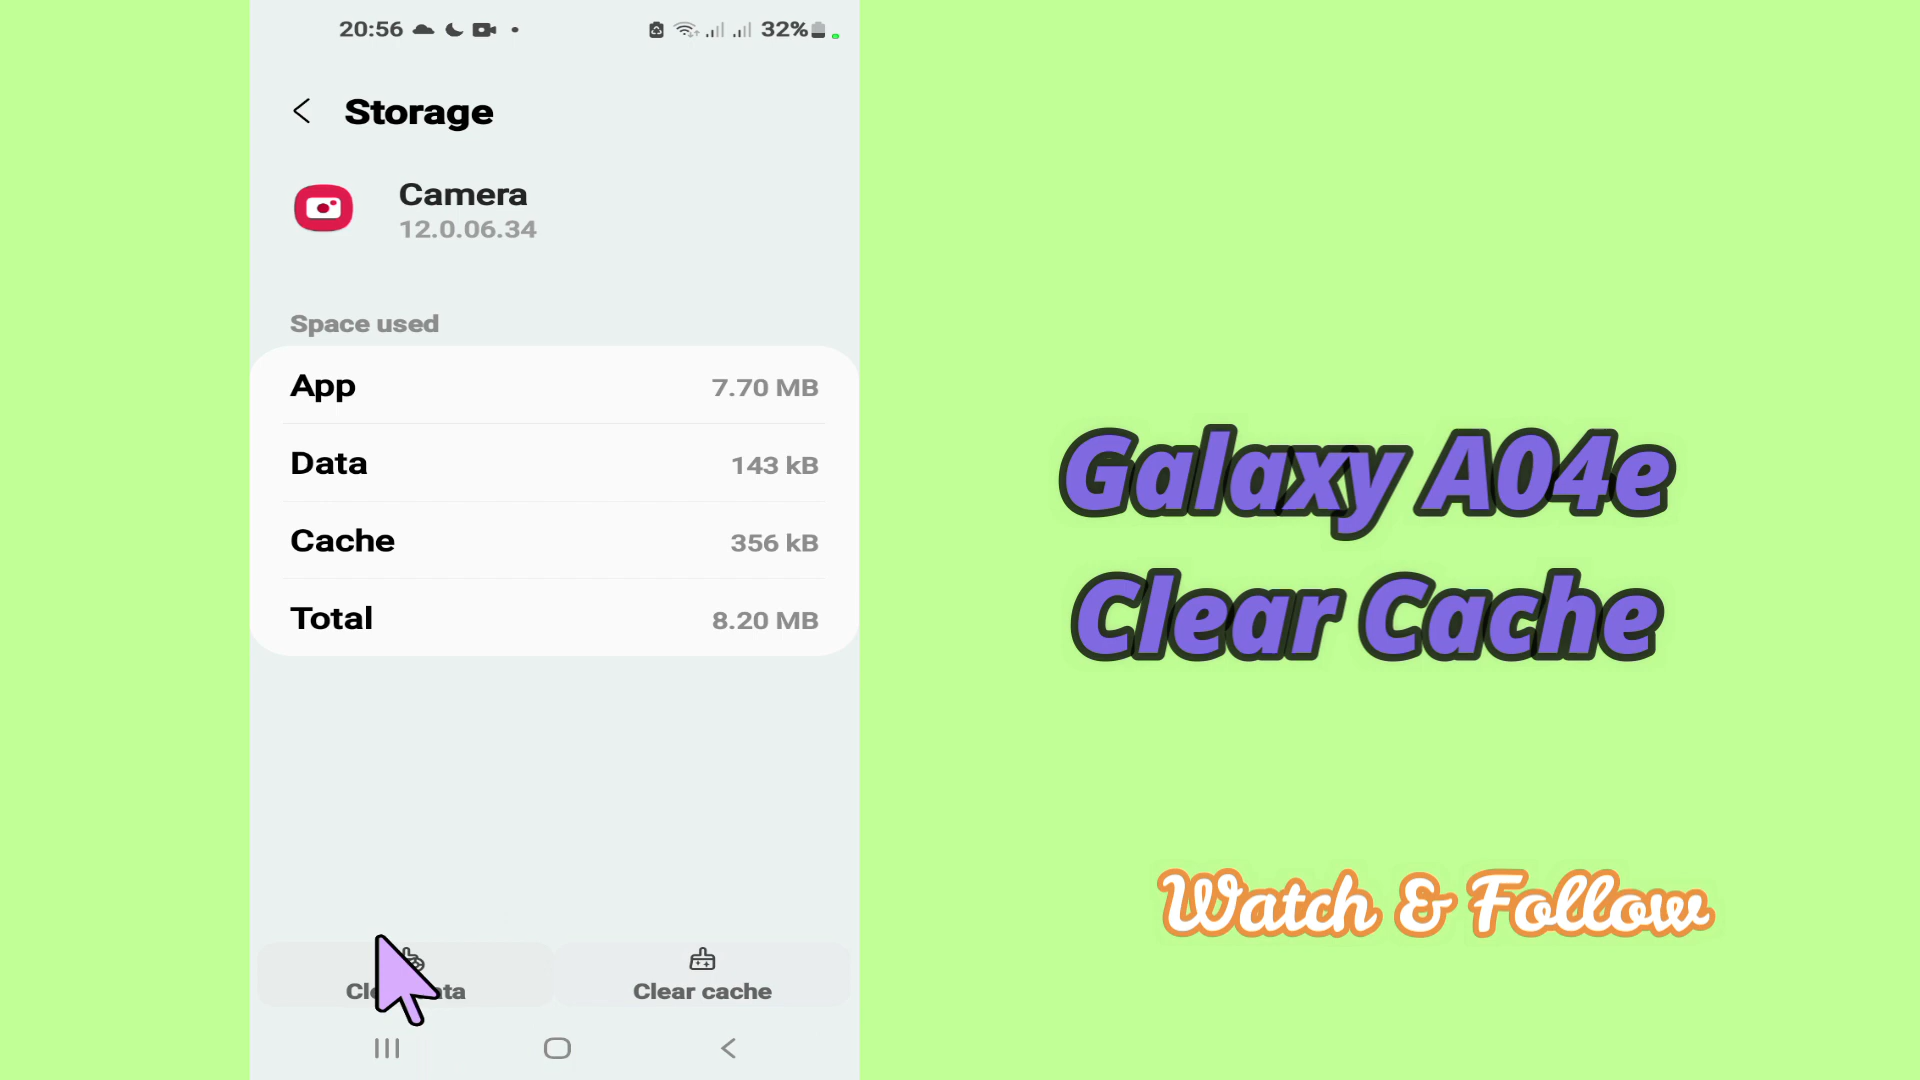 20:56
32%
Storage
Camera
12.0.06.34
Space used
App 7.70 MB
Data 143 kB
Cache 356 kB
Total 8.20 MB
Clear cache
Galaxy A04e
Clear Cache
Watch & Follow